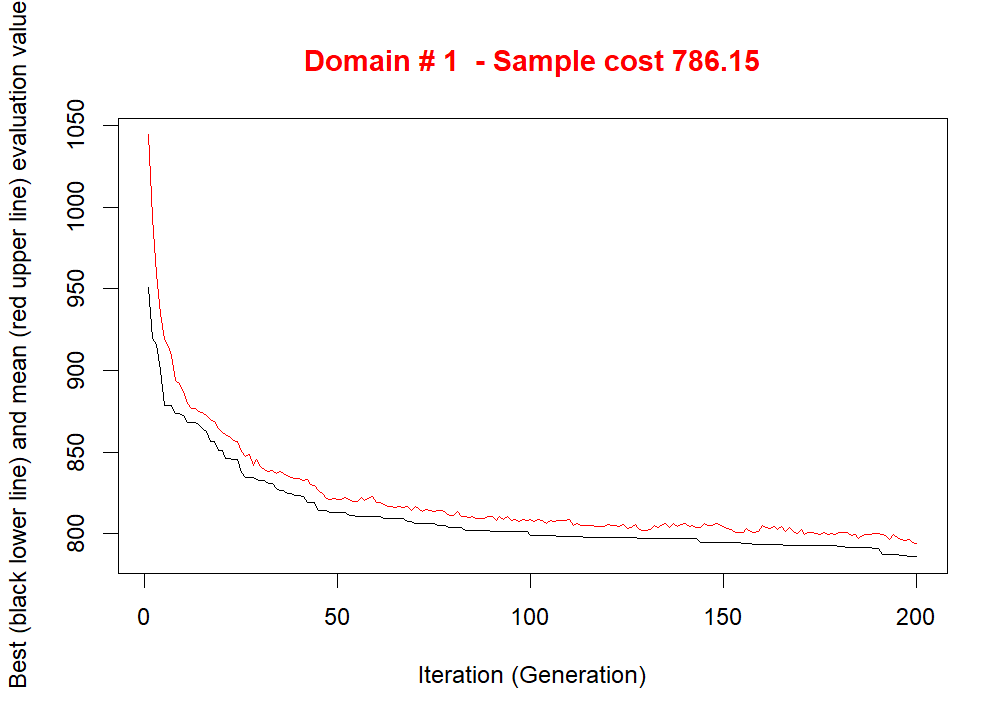 Domain # 1  - Sample cost 786.15
Best (black lower line) and mean (red upper line) evaluation value
1050
1000
950
900
850
800
0 50 100 150 200
Iteration (Generation)